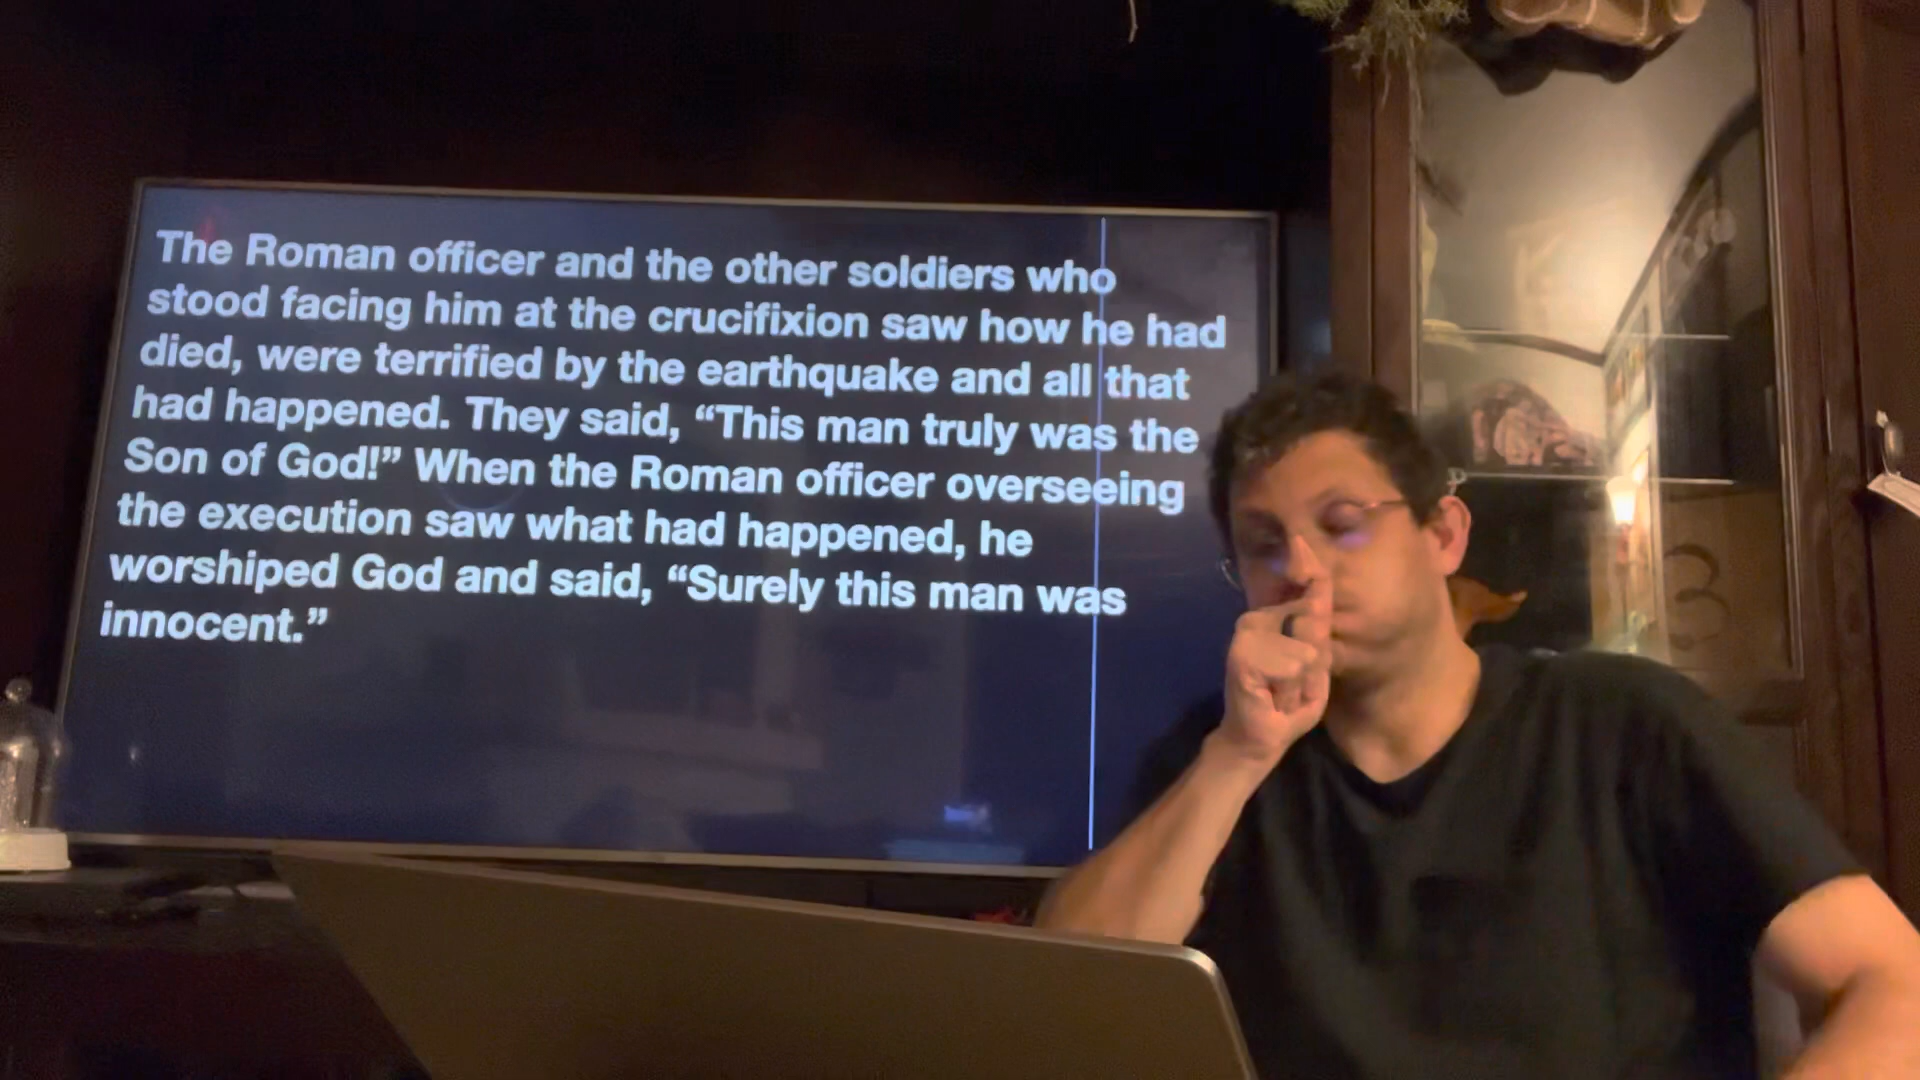 The Roman officer and the other soldiers who
stood facing him at the crucifixion saw how he had
died, were terrified by the earthquake and all that
had happened. They said, “This man truly was the
Son of God!” When the Roman officer overseeing
the execution saw what had happened, he
worshiped God and said, “Surely this man was
innocent.”
3